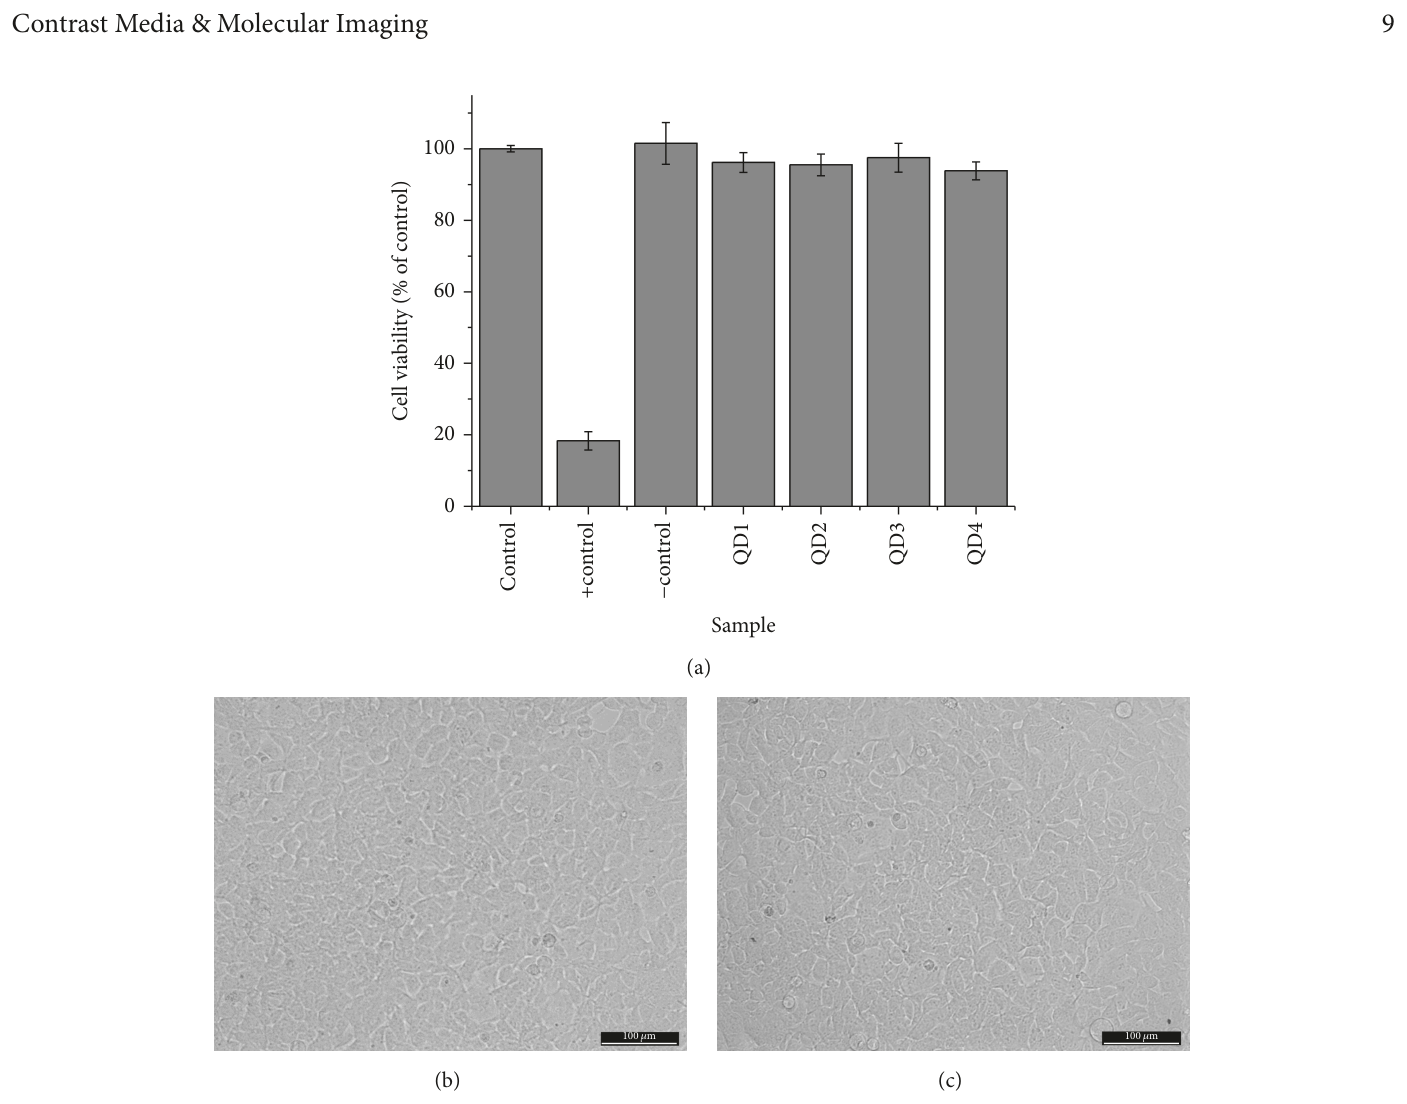 Contrast Media & Molecular Imaging 9
100
80
60
40
20
0
Cell viability (% of control)
Control
+control
−control
QD1
QD2
QD3
QD4
Sample
(a)
100 µm
100 µm
(b)
(c)